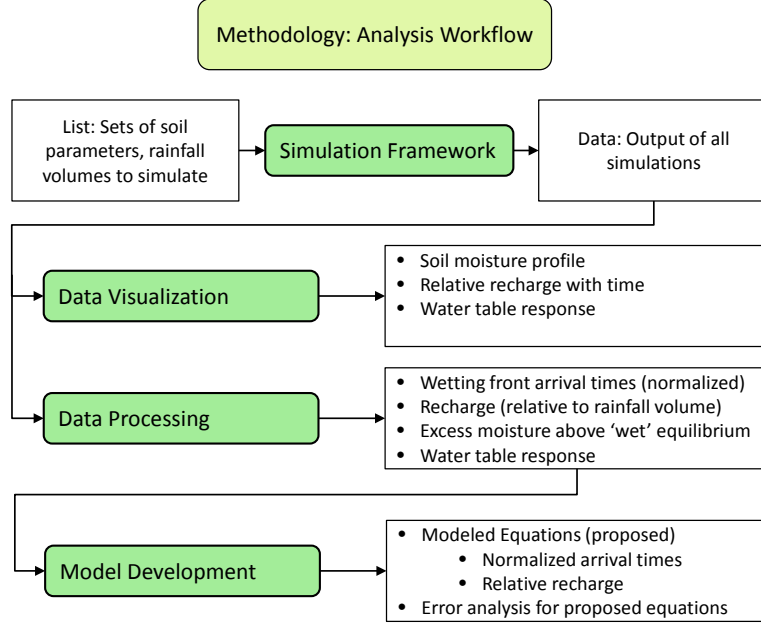 Methodology: Analysis Workflow
List: Sets of soil
parameters, rainfall
volumes to simulate
Simulation Framework
Data: Output of all
simulations
Data Visualization
• Soil moisture profile
• Relative recharge with time
• Water table response
Data Processing
• Wetting front arrival times (normalized)
• Recharge (relative to rainfall volume)
• Excess moisture above ‘wet’ equilibrium
• Water table response
Model Development
• Modeled Equations (proposed)
• Normalized arrival times
• Relative recharge
• Error analysis for proposed equations